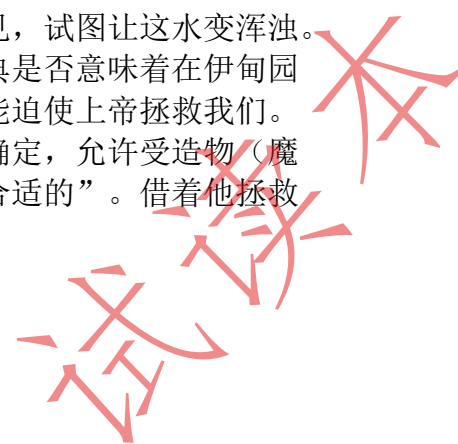 见，试图让这水变浑浊。
典是否意味着在伊甸园
能迫使上帝拯救我们。
确定，允许受造物（魔
合适的”。借着他拯救
试读本